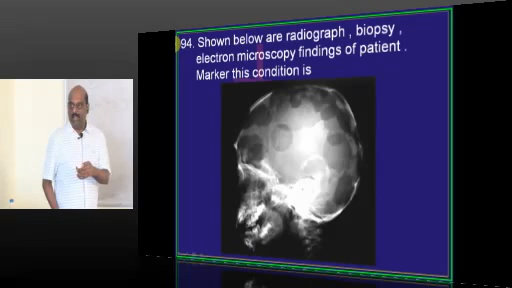 94. Shown below are radiograph , biopsy ,
electron microscopy findings of patient .
Marker this condition is